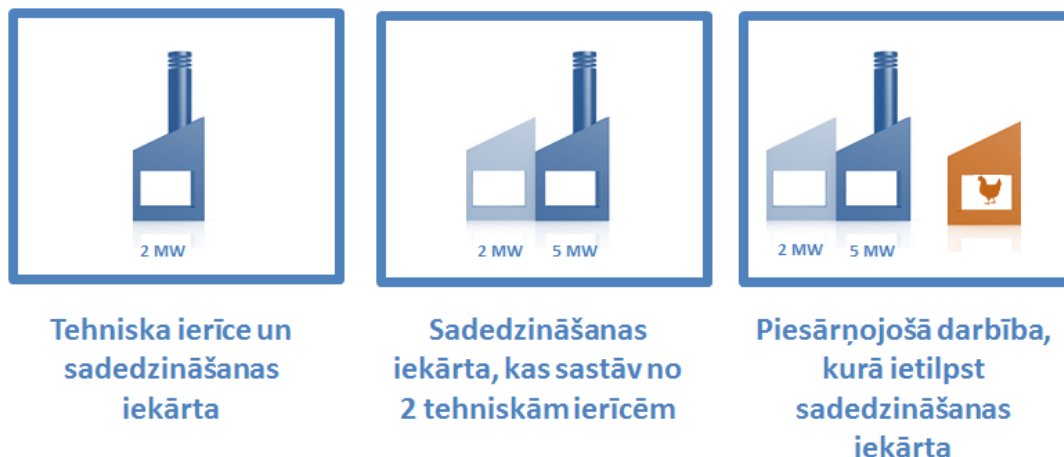 2 MW
Tehniska ierīce un
sadedzināšanas
iekārta
2 MW 5 MW
Sadedzināšanas
iekārta, kas sastāv no
2 tehniskām ierīcēm
2 MW 5 MW
Piesārņojošā darbība,
kurā ietilpst
sadedzināšanas
iekārta